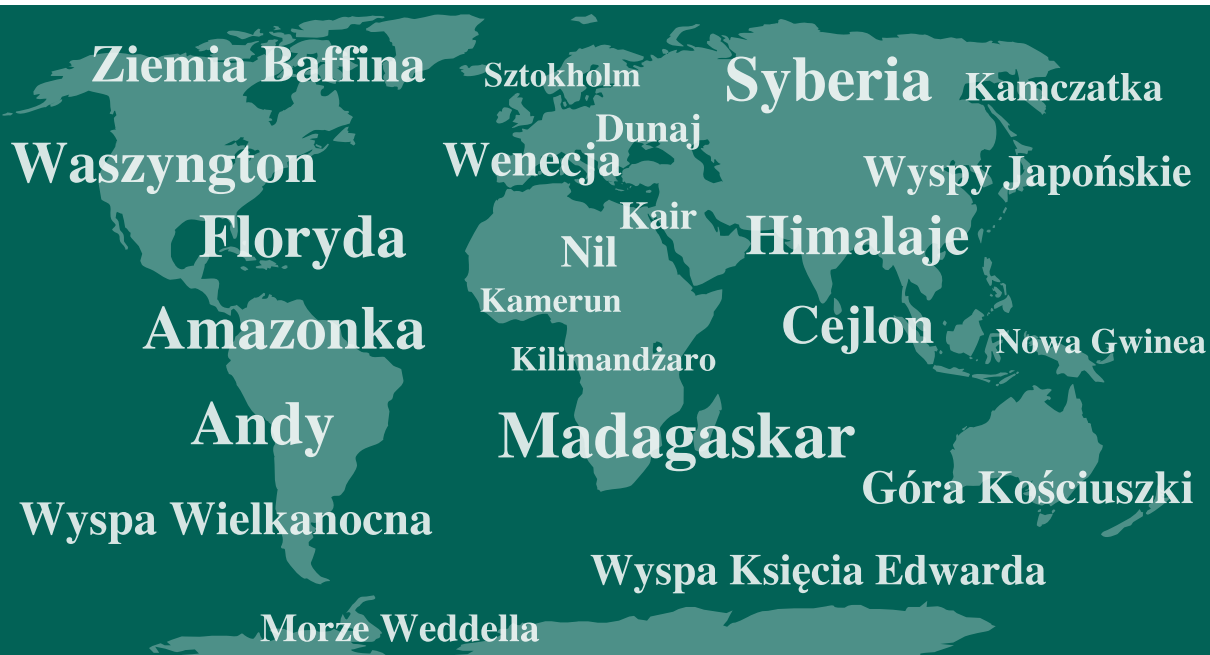 Ziemia Baffina
Sztokholm
Syberia
Kamczatka
Dunaj
Waszyngton
Wenecja
Wyspy Japońskie
Floryda
Kair
Nil
Himalaje
Kamerun
Amazonka
Cejlon
Nowa Gwinea
Kilimandżaro
Andy
Madagaskar
Góra Kościuszki
Wyspa Wielkanocna
Wyspa Księcia Edwarda
Morze Weddella